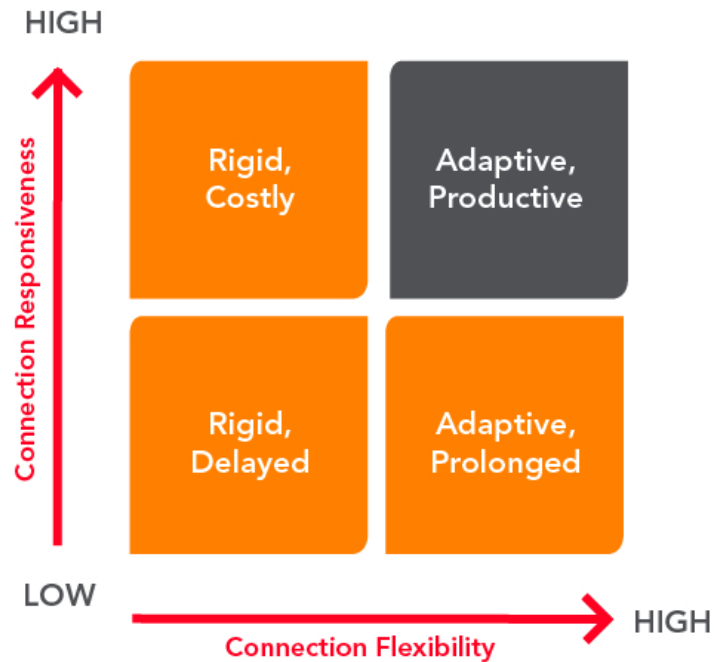 HIGH
Connection Responsiveness
Rigid,
Costly
Adaptive,
Productive
Rigid,
Delayed
Adaptive,
Prolonged
LOW
HIGH
Connection Flexibility